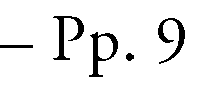 – Pp. 9